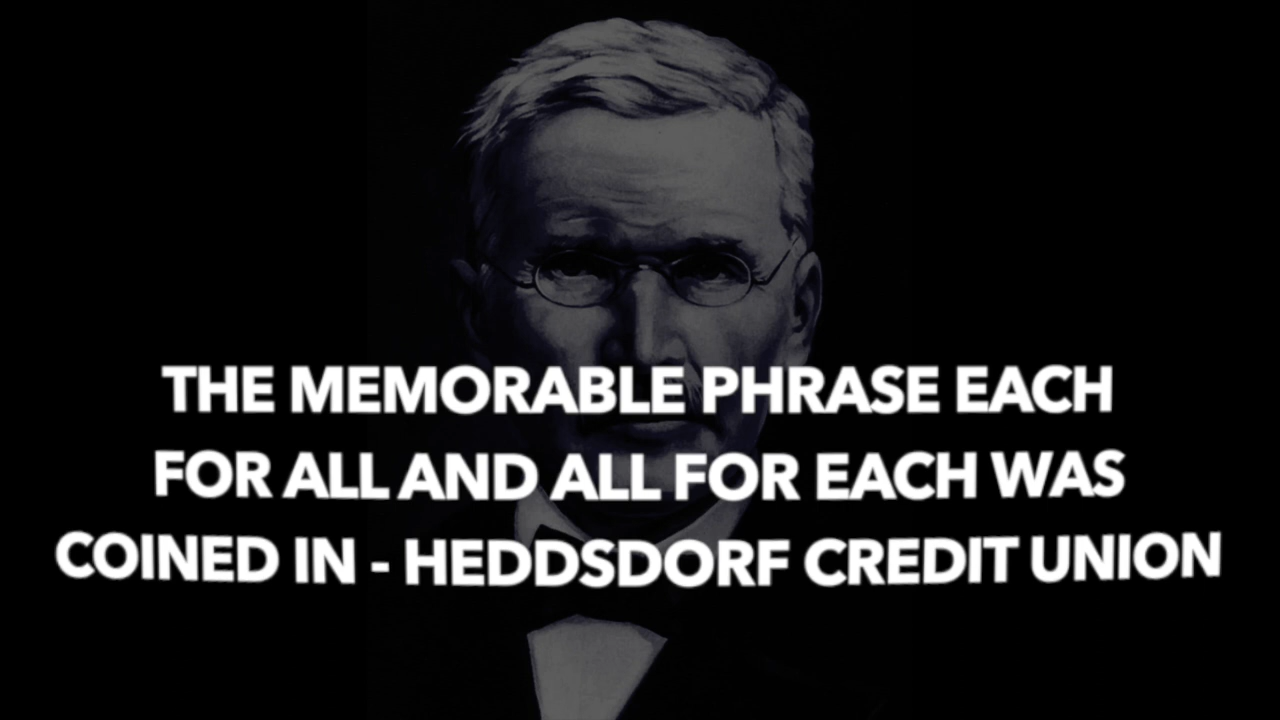 THE MEMORABLE PHRASE EACH
FOR ALL AND ALL FOR EACH WAS
COINED IN - HEDDSDORF CREDIT UNION